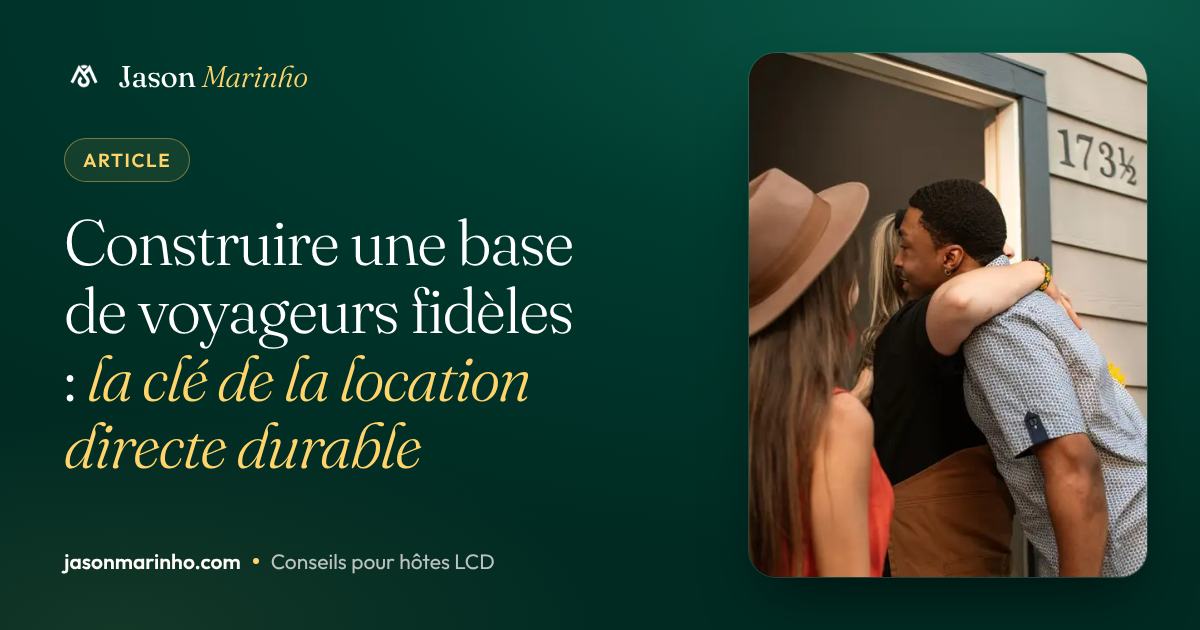 Jason Marinho
ARTICLE
Construire une base
de voyageurs fidèles
: la clé de la location
directe durable
jasonmarinho.com • Conseils pour hôtes LCD
173½